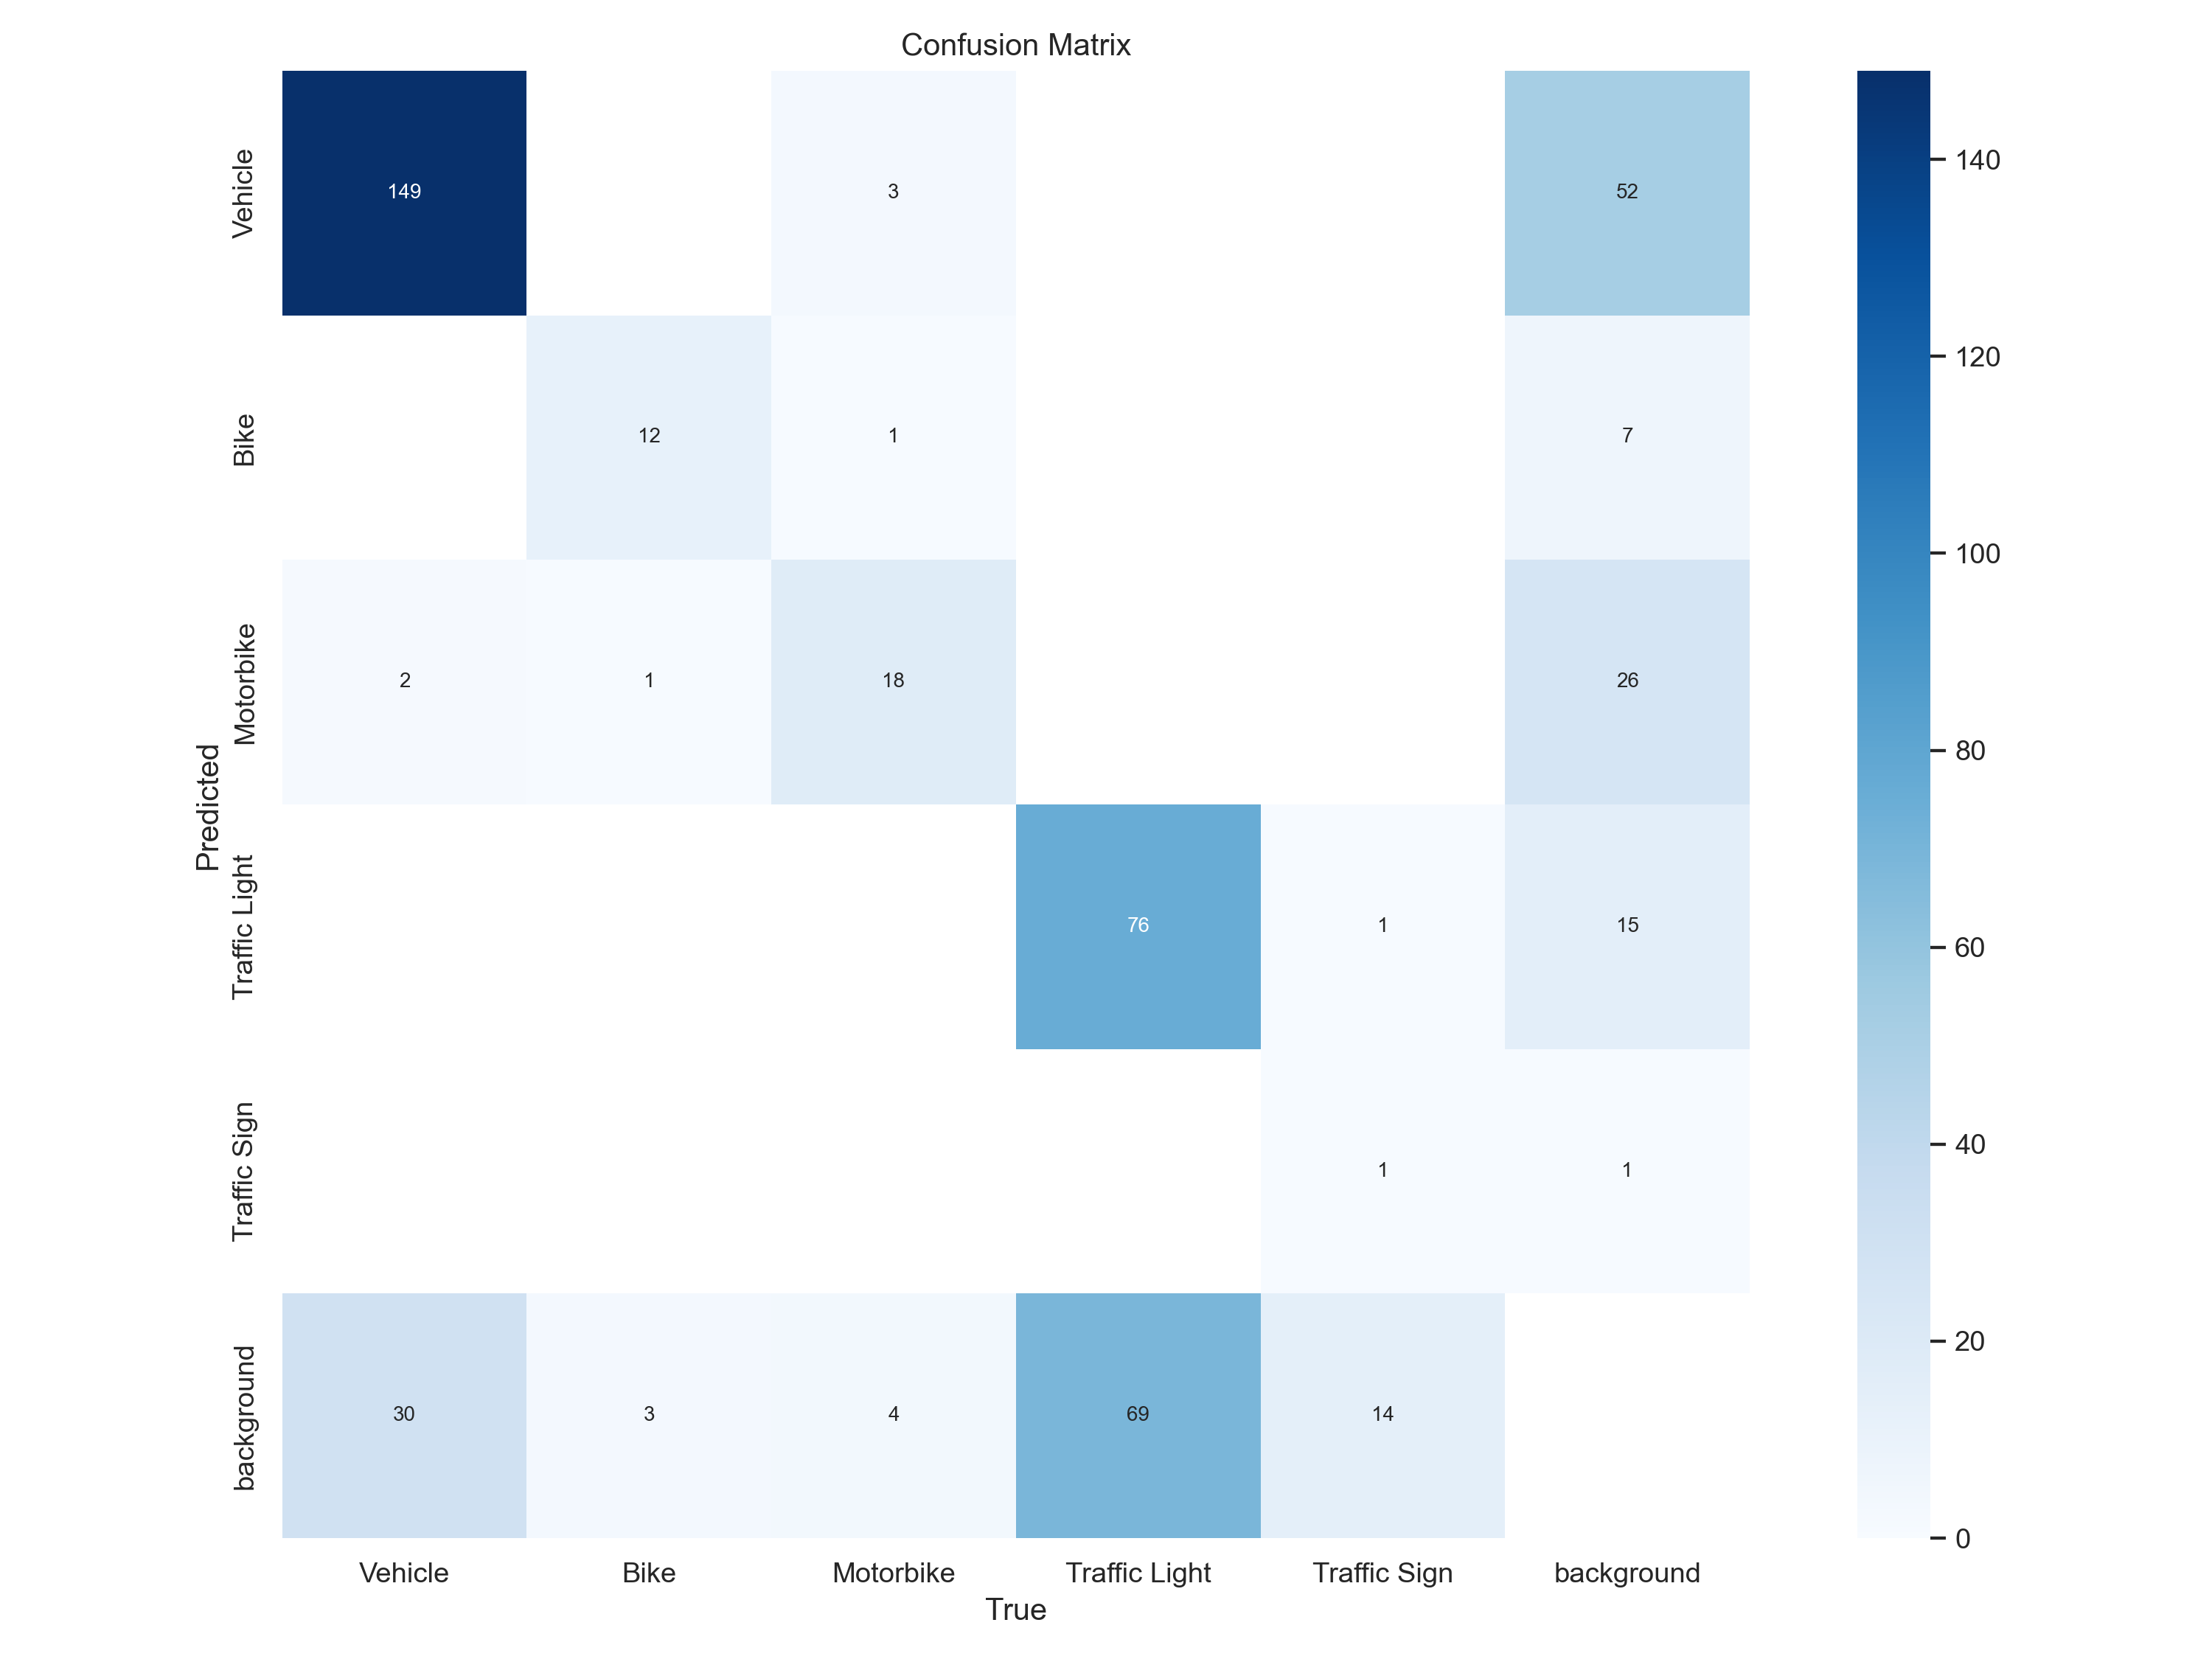 Confusion Matrix
Predicted
Vehicle
149
3
52
Bike
12
1
7
Motorbike
2
1
18
26
Traffic Light
76
1
15
Traffic Sign
1
1
background
30
3
4
69
14
Vehicle
Bike
Motorbike
Traffic Light
Traffic Sign
background
True
140
120
100
80
60
40
20
0